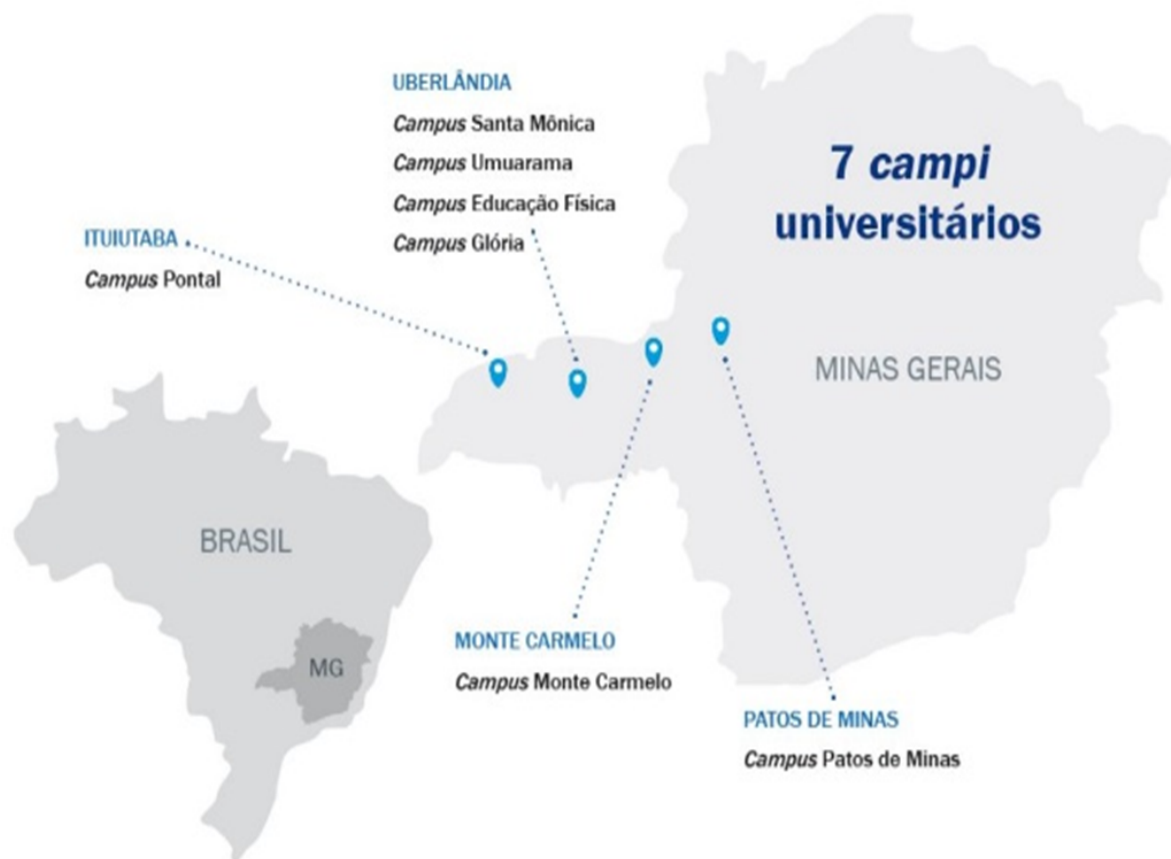 UBERLÂNDIA
Campus Santa Mônica
Campus Umuarama
Campus Educação Física
Campus Glória
ITUIUTABA
Campus Pontal
7 campi
universitários
MINAS GERAIS
BRASIL
MG
MONTE CARMELO
Campus Monte Carmelo
PATOS DE MINAS
Campus Patos de Minas